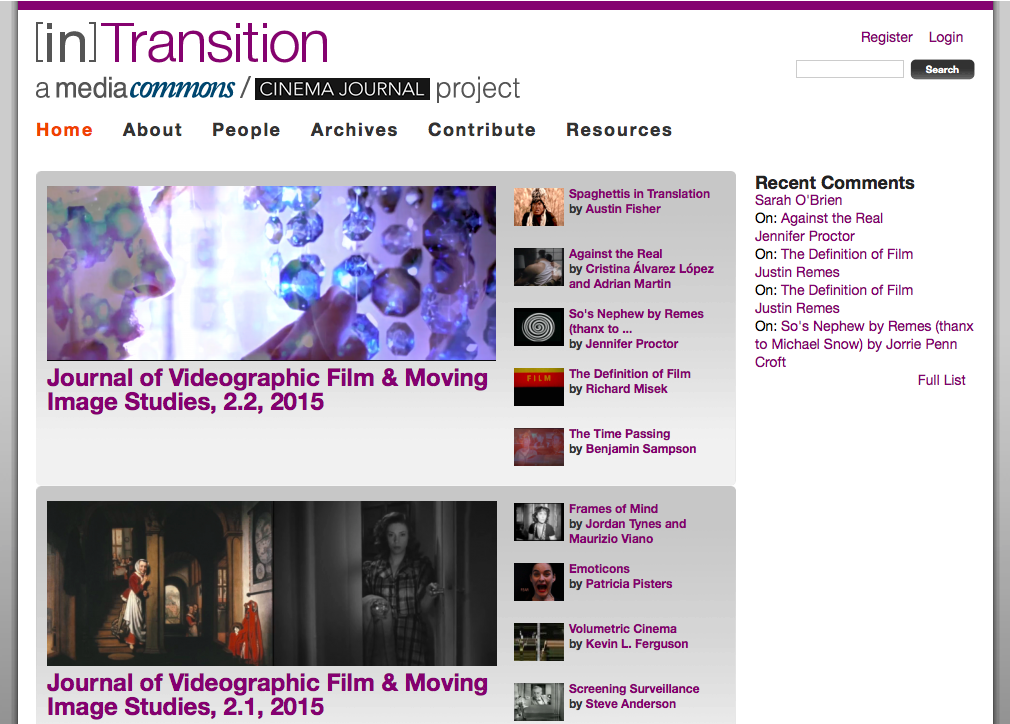 [in]Transition
Register Login
Search
a mediacommons / CINEMA JOURNAL project
Home About People Archives Contribute Resources
Journal of Videographic Film & Moving
Image Studies, 2.2, 2015
Spaghettis in Translation
by Austin Fisher
Against the Real
by Cristina Álvarez López
and Adrian Martin
So's Nephew by Remes
(thanx to ...
by Jennifer Proctor
FILM
The Definition of Film
by Richard Misek
The Time Passing
by Benjamin Sampson
Recent Comments
Sarah O'Brien
On: Against the Real
Jennifer Proctor
On: The Definition of Film
Justin Remes
On: The Definition of Film
Justin Remes
On: So's Nephew by Remes (thanx
to Michael Snow) by Jorrie Penn
Croft
Full List
Journal of Videographic Film & Moving
Image Studies, 2.1, 2015
Frames of Mind
by Jordan Tynes and
Maurizio Viano
Emoticons
by Patricia Pisters
Volumetric Cinema
by Kevin L. Ferguson
Screening Surveillance
by Steve Anderson